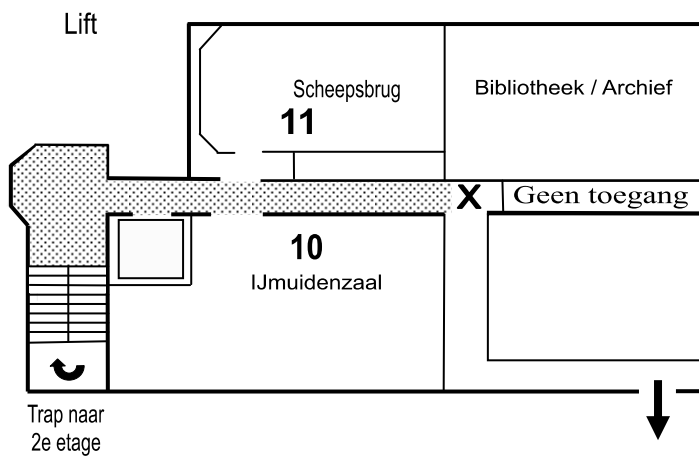 Lift
Scheepsbrug
11
Bibliotheek / Archief
X
Geen toegang
10
IJmuidenzaal
Trap naar
2e etage